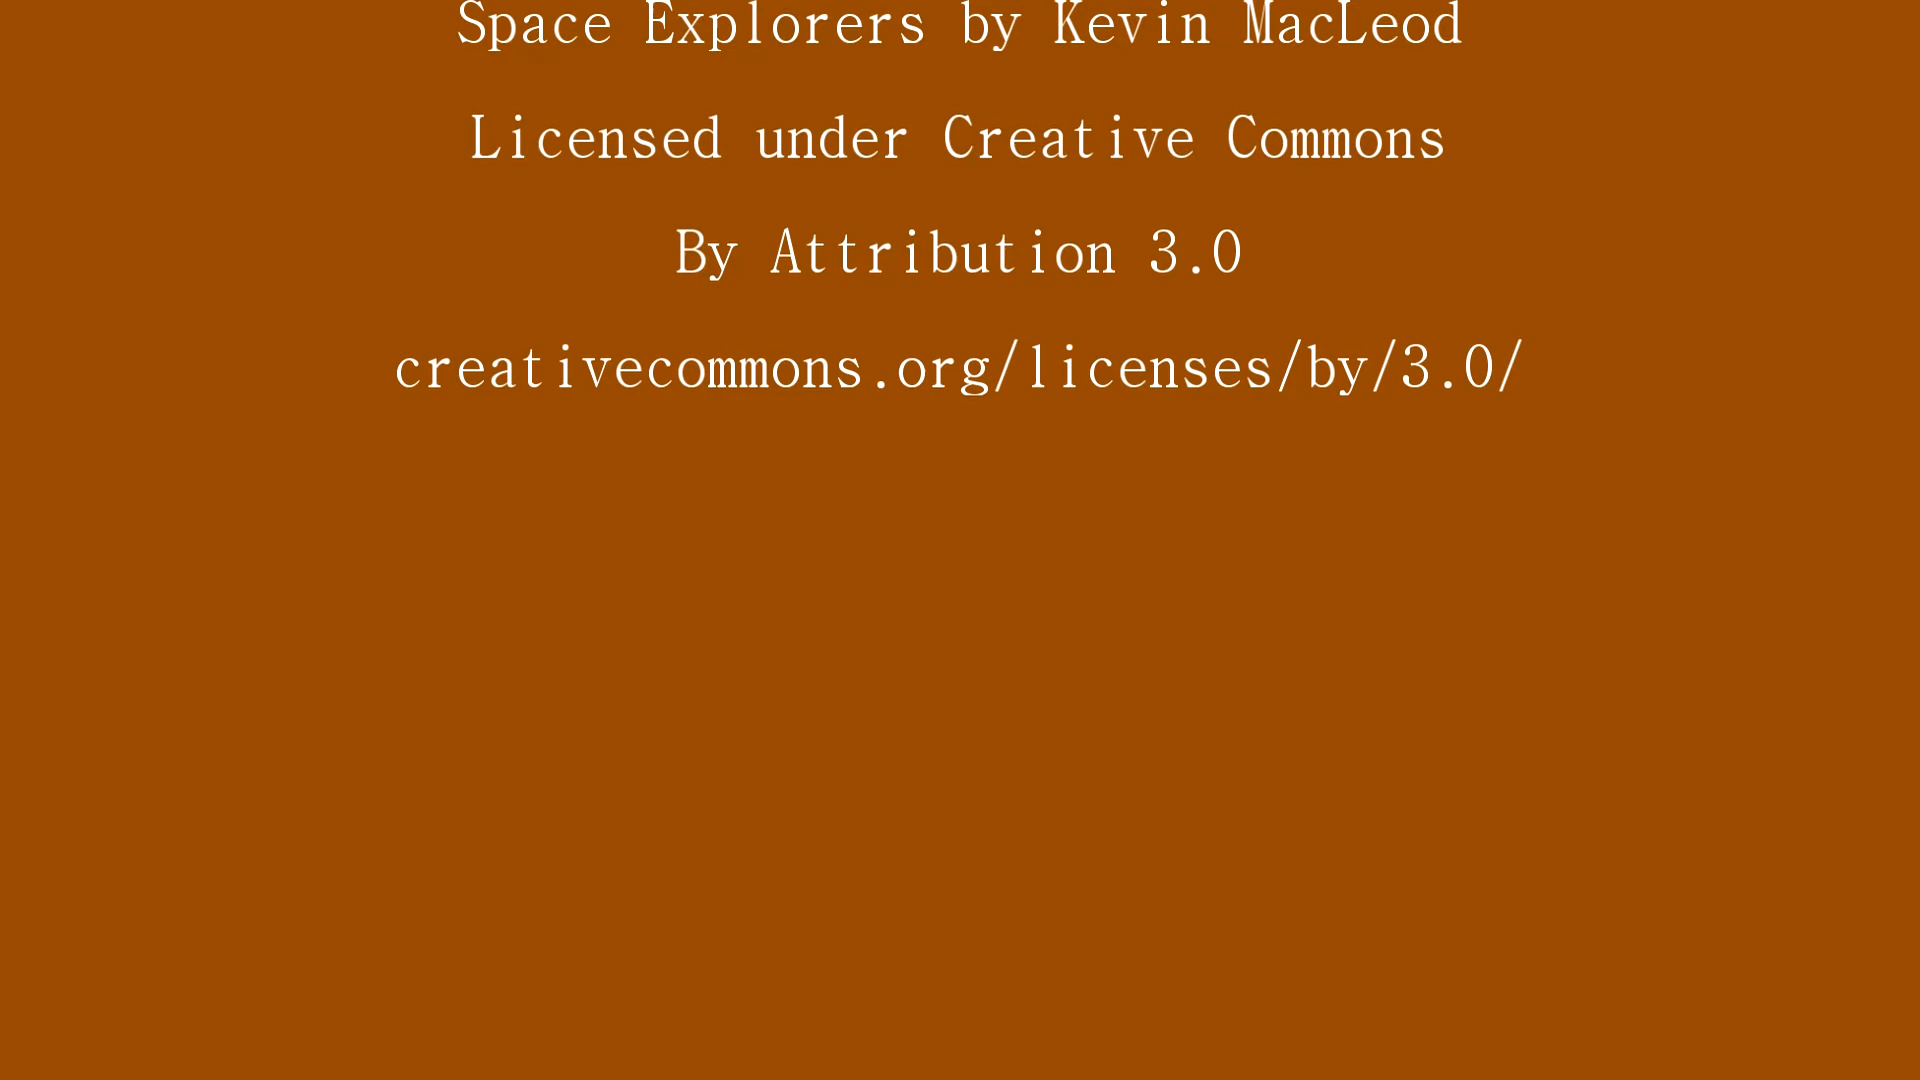 Space Explorers by Kevin MacLeod
Licensed under Creative Commons
By Attribution 3.0
creativecommons.org/licenses/by/3.0/